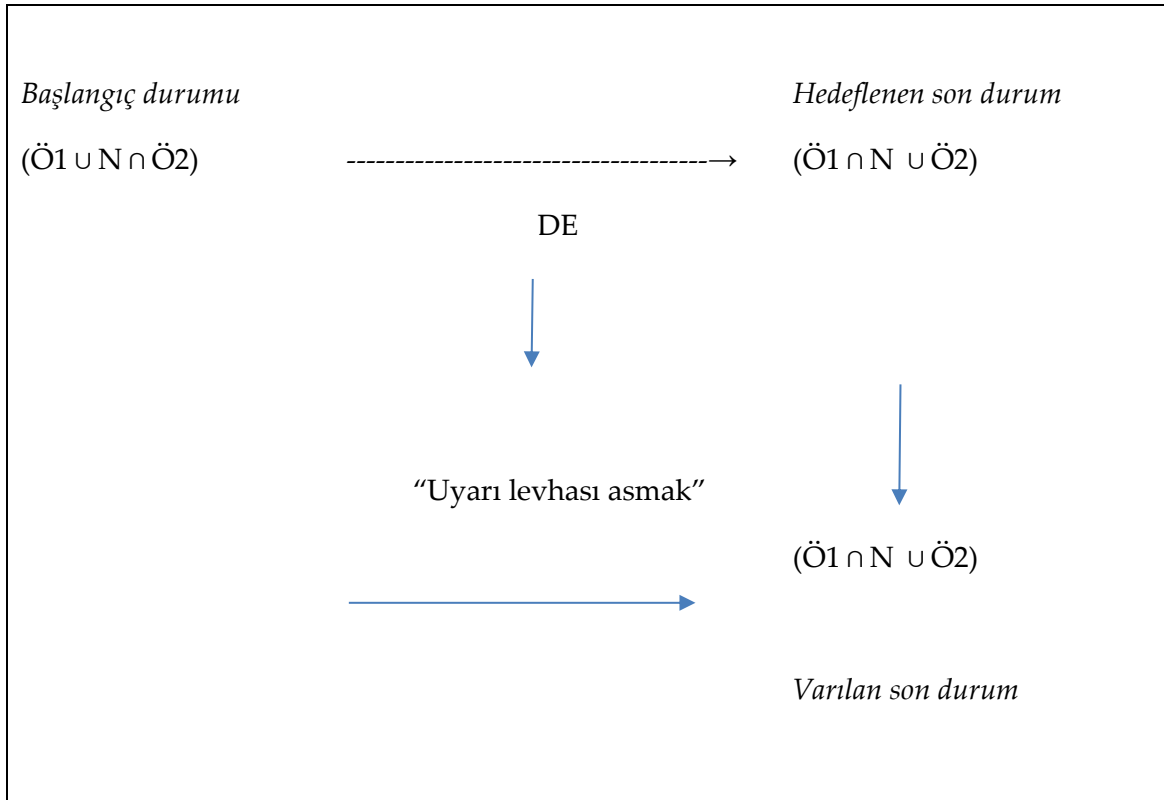 Başlangıç durumu Hedeflenen son durum
(Ö1 ∪ N ∩ Ö2) -------------------------------------→ (Ö1 ∩ N ∪ Ö2)
DE
“Uyarı levhası asmak”
(Ö1 ∩ N ∪ Ö2)
Varılan son durum